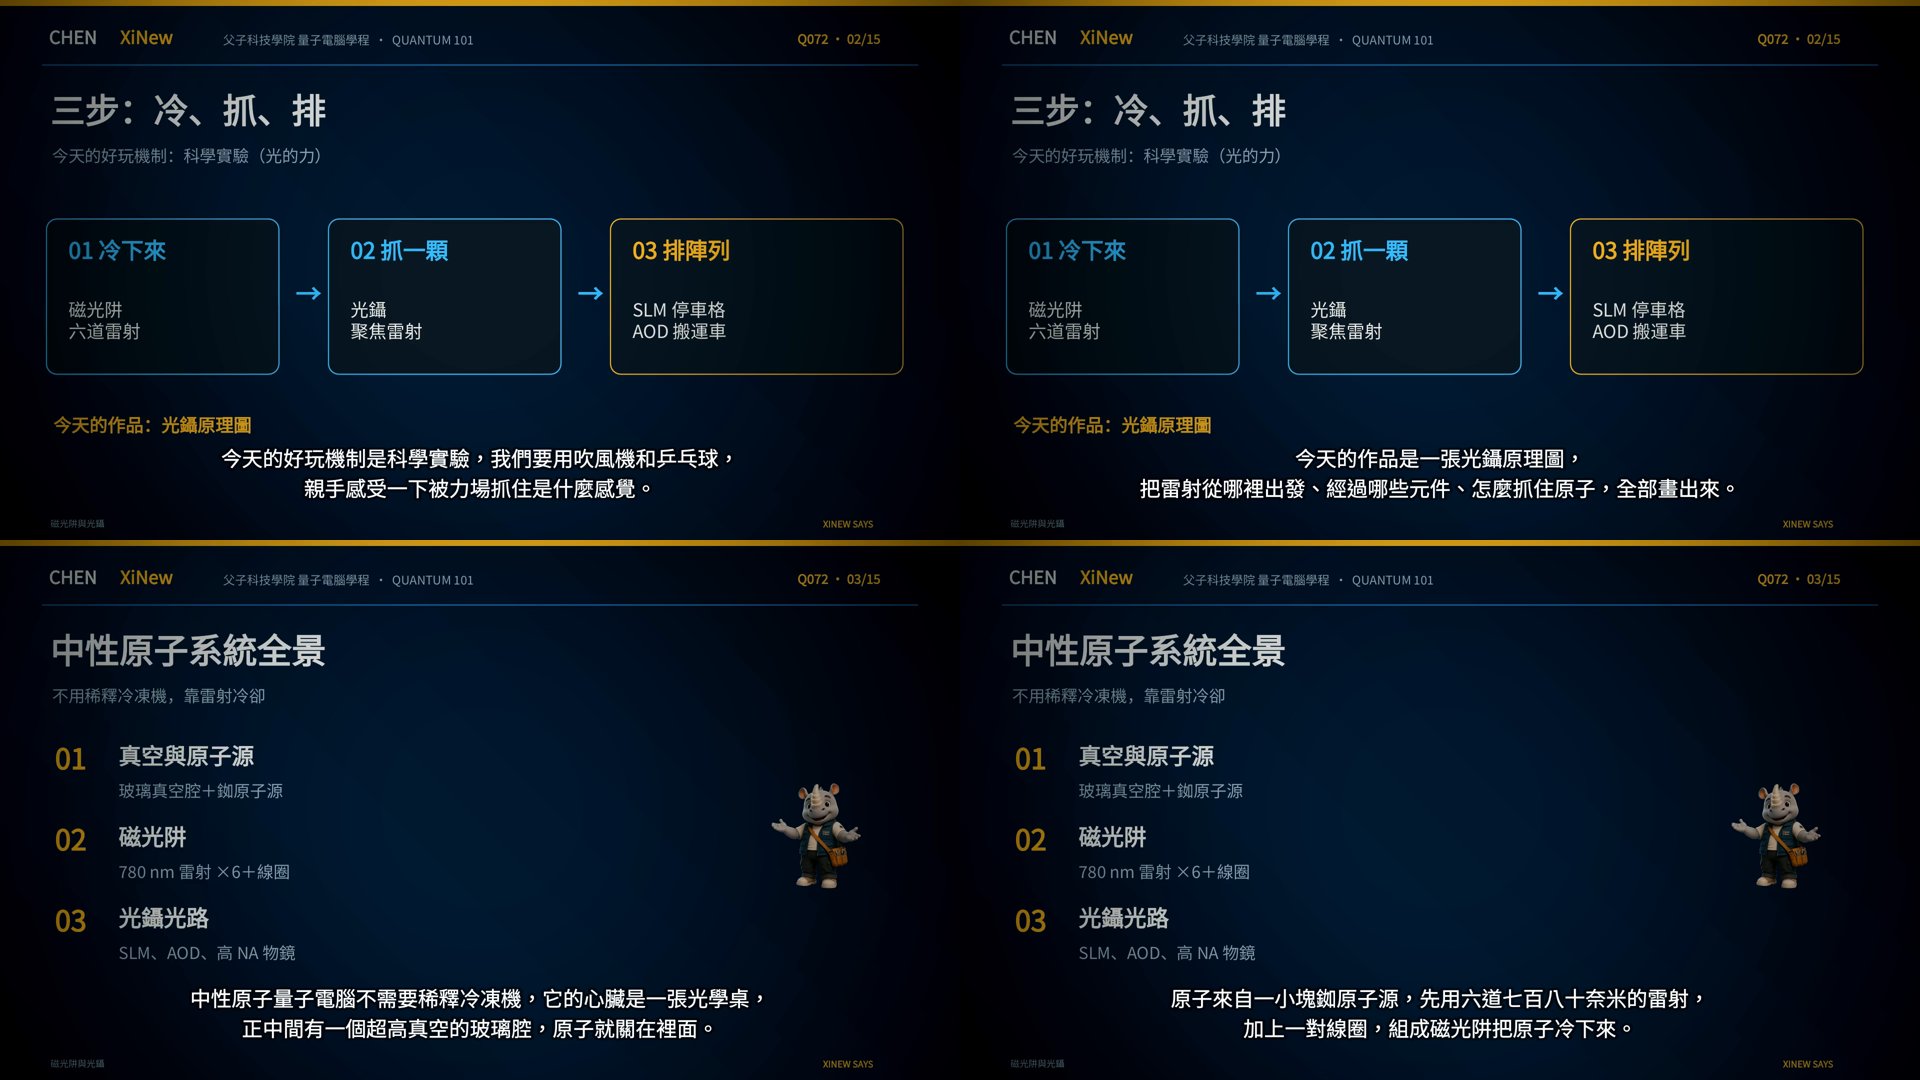 CHEN XiNew 父子科技學院 量子電腦學程 · QUANTUM 101 Q072 · 02/15
三步：冷、抓、排
今天的好玩機制：科學實驗（光的力）
01 冷下來
磁光阱
六道雷射
→
02 抓一顆
光鑷
聚焦雷射
→
03 排陣列
SLM 停車格
AOD 搬運車
今天的作品：光鑷原理圖
今天的好玩機制是科學實驗，我們要用吹風機和乒乓球，
親手感受一下被力場抓住是什麼感覺。
磁光阱與光鑷 XINEW SAYS
CHEN XiNew 父子科技學院 量子電腦學程 · QUANTUM 101 Q072 · 02/15
三步：冷、抓、排
今天的好玩機制：科學實驗（光的力）
01 冷下來
磁光阱
六道雷射
→
02 抓一顆
光鑷
聚焦雷射
→
03 排陣列
SLM 停車格
AOD 搬運車
今天的作品：光鑷原理圖
今天的作品是一張光鑷原理圖，
把雷射從哪裡出發、經過哪些元件、怎麼抓住原子，全部畫出來。
磁光阱與光鑷 XINEW SAYS
CHEN XiNew 父子科技學院 量子電腦學程 · QUANTUM 101 Q072 · 03/15
中性原子系統全景
不用稀釋冷凍機，靠雷射冷卻
01 真空與原子源
玻璃真空腔＋銣原子源
02 磁光阱
780 nm 雷射 ×6＋線圈
03 光鑷光路
SLM、AOD、高 NA 物鏡
中性原子量子電腦不需要稀釋冷凍機，它的心臟是一張光學桌，
正中間有一個超高真空的玻璃腔，原子就關在裡面。
磁光阱與光鑷 XINEW SAYS
CHEN XiNew 父子科技學院 量子電腦學程 · QUANTUM 101 Q072 · 03/15
中性原子系統全景
不用稀釋冷凍機，靠雷射冷卻
01 真空與原子源
玻璃真空腔＋銣原子源
02 磁光阱
780 nm 雷射 ×6＋線圈
03 光鑷光路
SLM、AOD、高 NA 物鏡
原子來自一小塊銣原子源，先用六道七百八十奈米的雷射，
加上一對線圈，組成磁光阱把原子冷下來。
磁光阱與光鑷 XINEW SAYS